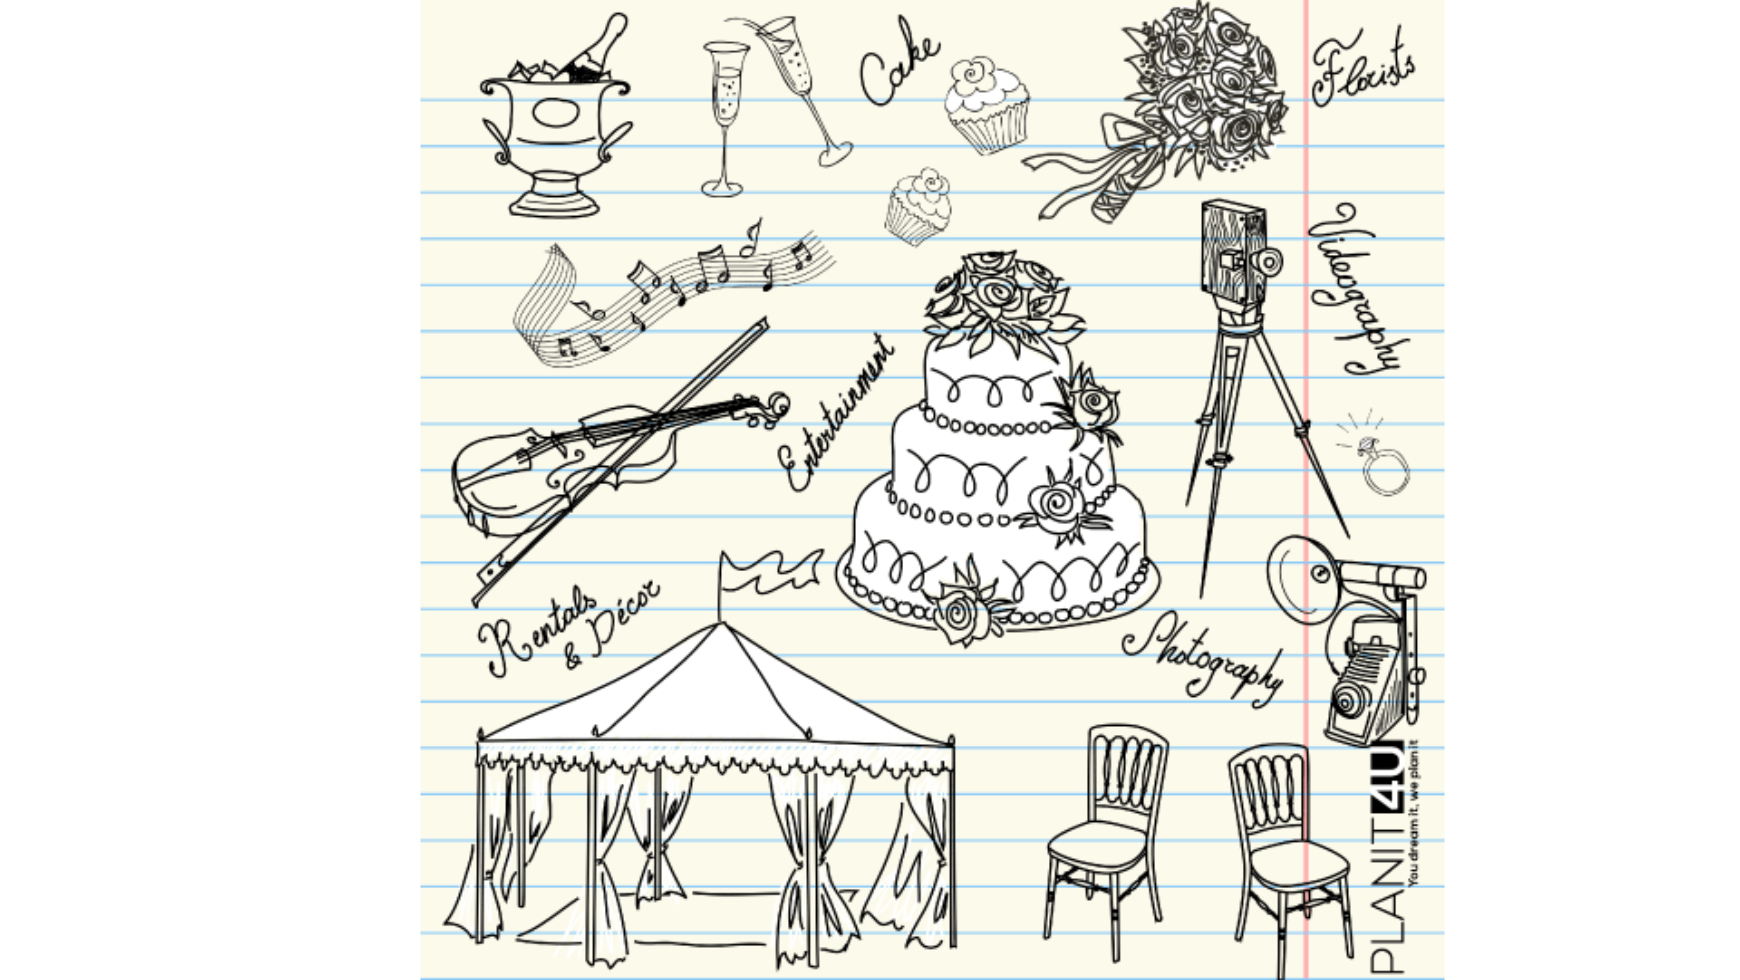 Cake
Florists
Videography
Entertainment
Rentals
& Décor
Photography
PLANIT4U
You dream it, we plan it